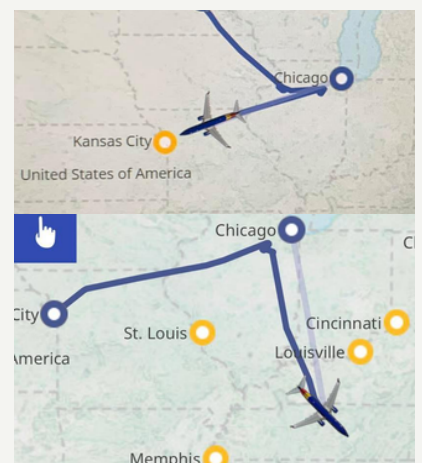 Chicago
Kansas City
United States of America
Chicago
C
City
St. Louis
Cincinnati
America
Louisville
Memphis